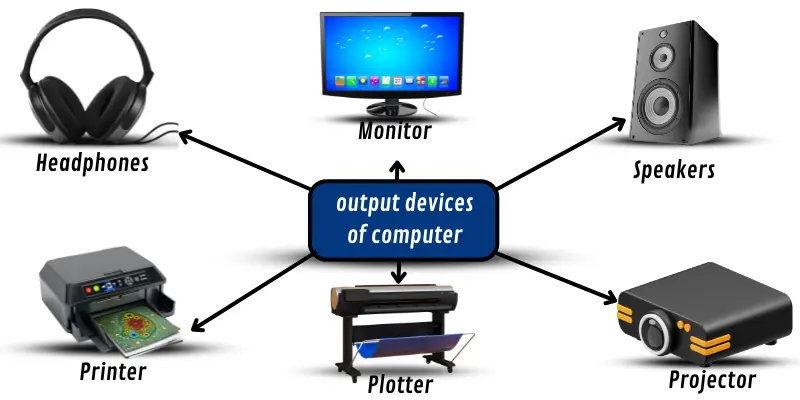 Monitor
Headphones
Speakers
output devices
of computer
Printer
Plotter
Projector